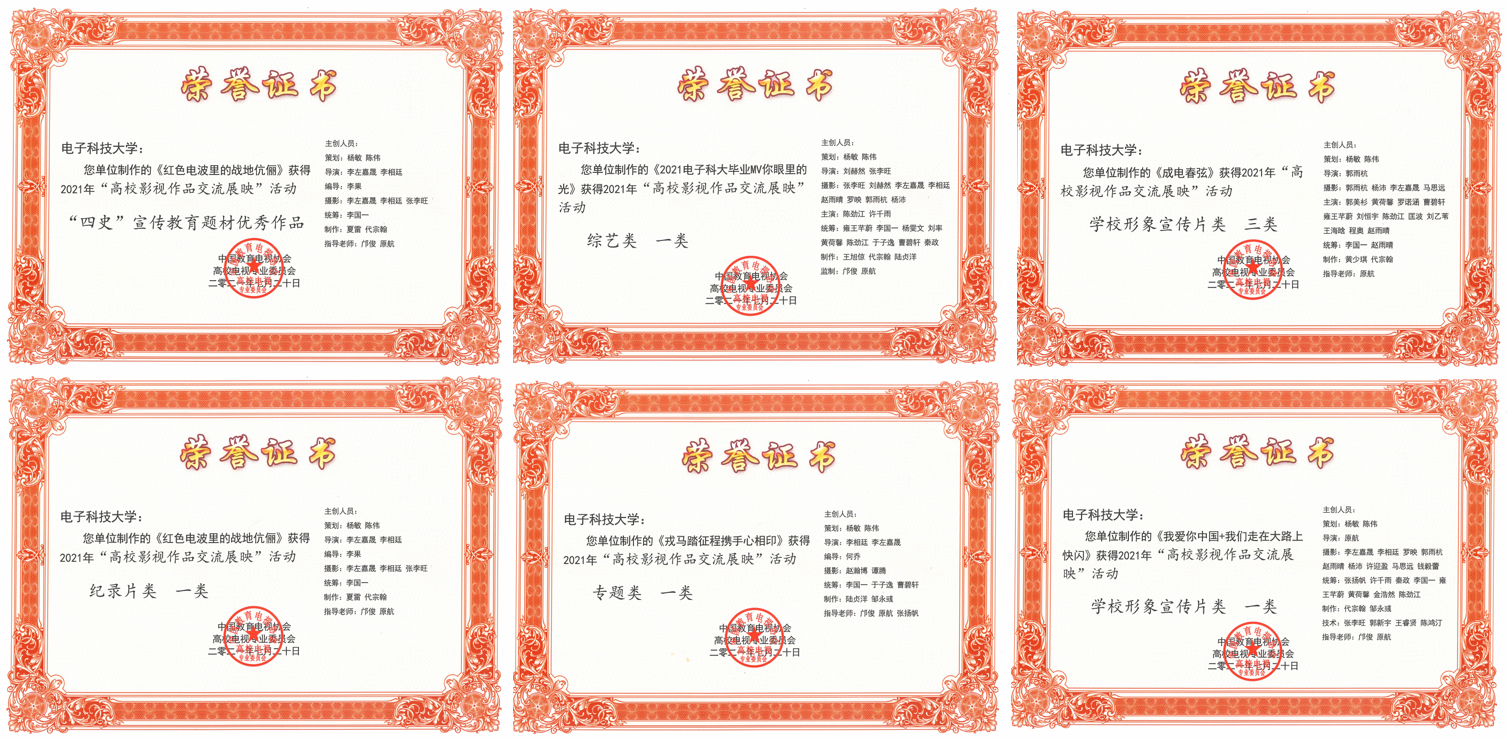 荣誉证书
电子科技大学：
您单位制作的《红色电波里的战地伉俪》获得
2021年“高校影视作品交流展映”活动
“四史”宣传教育题材优秀作品
中国教育电视协会
高校电视专业委员会
二零二一年七月二十日
主创人员：
策划：杨敏 陈伟
导演：李左嘉晟 李相廷
编导：李果
摄影：李左嘉晟 李相廷 张李旺
统筹：李国一
制作：夏雷 代宗翰
指导老师：邝俊 原航
荣誉证书
电子科技大学：
您单位制作的《2021电子科大毕业MV你眼里的
光》获得2021年“高校影视作品交流展映”
活动
综艺类 一类
中国教育电视协会
高校电视专业委员会
二零二一年七月二十日
主创人员：
策划：杨敏 陈伟
导演：刘赫然 张李旺
摄影：张李旺 刘赫然 李左嘉晟 李相廷
赵雨晴 罗映 郭雨杭 杨沛
主演：陈劲江 许千雨
统筹：雍王芊蔚 李国一 杨雯文 刘率
黄荷馨 陈劲江 于子逸 曹碧轩 秦政
制作：王旭倞 代宗翰 陆贞洋
监制：邝俊 原航
荣誉证书
电子科技大学：
您单位制作的《成电春弦》获得2021年“高
校影视作品交流展映”活动
学校形象宣传片类 三类
中国教育电视协会
高校电视专业委员会
二零二一年七月二十日
主创人员：
策划：杨敏 陈伟
导演：郭雨杭
摄影：郭雨杭 杨沛 李左嘉晟 马思远
主演：郭美杉 黄荷馨 罗诺涵 曹碧轩
雍王芊蔚 刘恒宇 陈劲江 匡波 刘乙苇
王海晗 程奥 赵雨晴
统筹：李国一 赵雨晴
制作：黄少琪 代宗翰
指导老师：原航
荣誉证书
电子科技大学：
您单位制作的《红色电波里的战地伉俪》获得
2021年“高校影视作品交流展映”活动
纪录片类 一类
中国教育电视协会
高校电视专业委员会
二零二一年七月二十日
主创人员：
策划：杨敏 陈伟
导演：李左嘉晟 李相廷
编导：李果
摄影：李左嘉晟 李相廷 张李旺
统筹：李国一
制作：夏雷 代宗翰
指导老师：邝俊 原航
荣誉证书
电子科技大学：
您单位制作的《戎马踏征程携手心相印》获得
2021年“高校影视作品交流展映”活动
专题类 一类
中国教育电视协会
高校电视专业委员会
二零二一年七月二十日
主创人员：
策划：杨敏 陈伟
导演：李相廷 李左嘉晟
编导：何乔
摄影：赵瀚博 谭腾
统筹：李国一 于子逸 曹碧轩
制作：陆贞洋 邹永彧
指导老师：邝俊 原航 张扬帆
荣誉证书
电子科技大学：
您单位制作的《我爱你中国+我们走在大路上
快闪》获得2021年“高校影视作品交流展
映”活动
学校形象宣传片类 一类
中国教育电视协会
高校电视专业委员会
二零二一年七月二十日
主创人员：
策划：杨敏 陈伟
导演：原航
摄影：李左嘉晟 李相廷 罗映 郭雨杭
赵雨晴 杨沛 许迎盈 马思远 钱毅蕾
统筹：张扬帆 许千雨 秦政 李国一 雍
王芊蔚 黄荷馨 金浩然 陈劲江
制作：代宗翰 邹永彧
技术：张李旺 郭新宇 王睿贤 陈鸿汀
指导老师：邝俊 原航